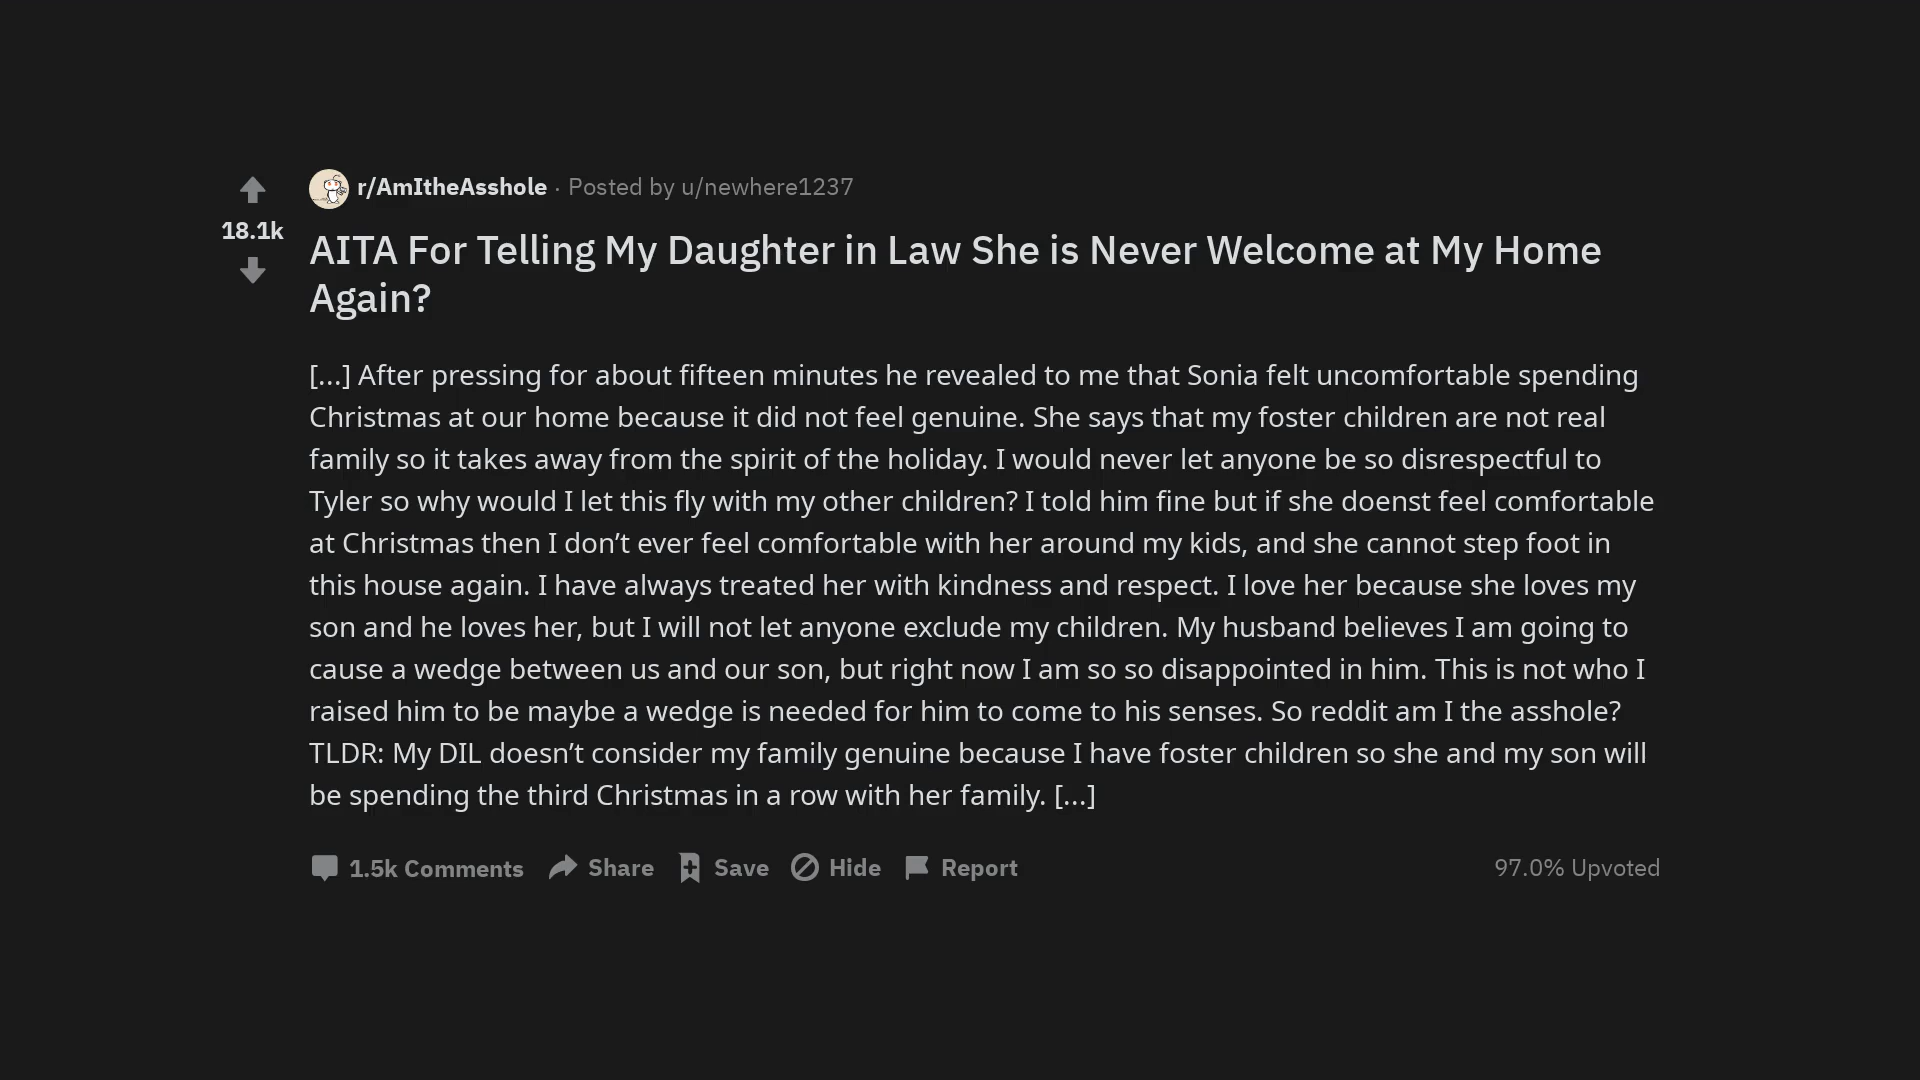 r/AmItheAsshole · Posted by u/newhere1237
18.1k
AITA For Telling My Daughter in Law She is Never Welcome at My Home
Again?
[...] After pressing for about fifteen minutes he revealed to me that Sonia felt uncomfortable spending
Christmas at our home because it did not feel genuine. She says that my foster children are not real
family so it takes away from the spirit of the holiday. I would never let anyone be so disrespectful to
Tyler so why would I let this fly with my other children? I told him fine but if she doenst feel comfortable
at Christmas then I don’t ever feel comfortable with her around my kids, and she cannot step foot in
this house again. I have always treated her with kindness and respect. I love her because she loves my
son and he loves her, but I will not let anyone exclude my children. My husband believes I am going to
cause a wedge between us and our son, but right now I am so so disappointed in him. This is not who I
raised him to be maybe a wedge is needed for him to come to his senses. So reddit am I the asshole?
TLDR: My DIL doesn’t consider my family genuine because I have foster children so she and my son will
be spending the third Christmas in a row with her family. [...]
1.5k Comments Share Save Hide Report 97.0% Upvoted